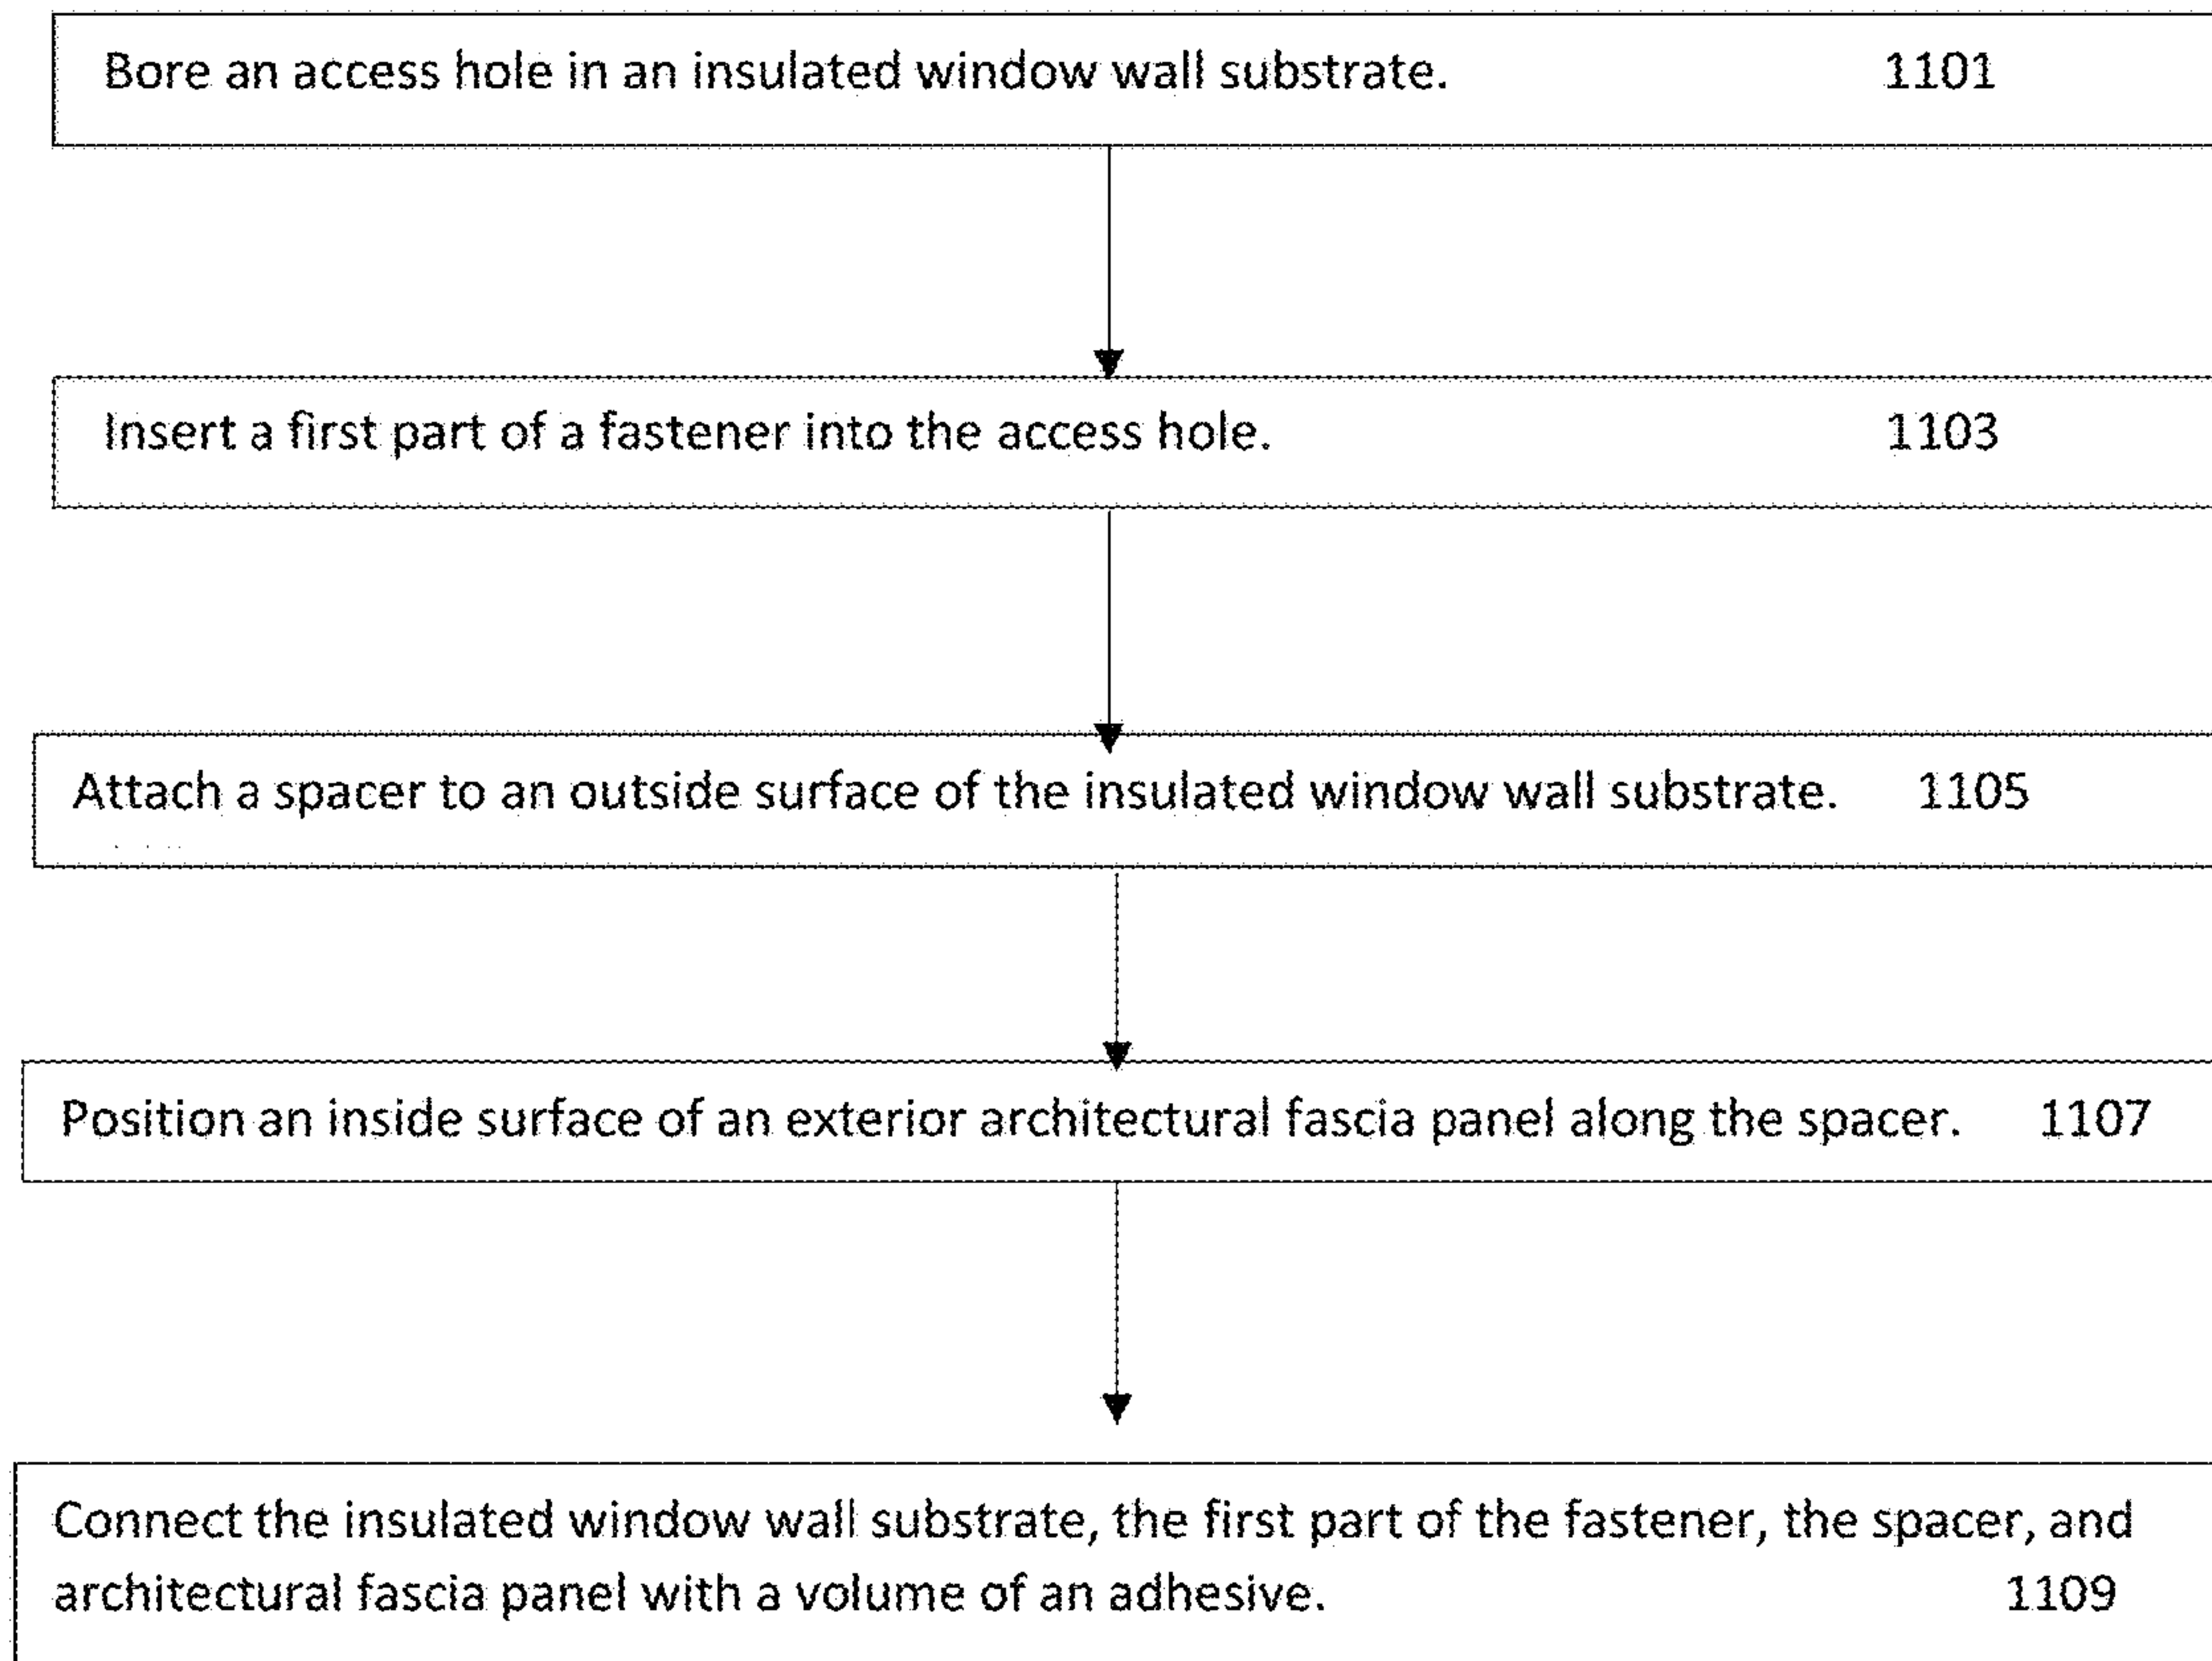 Bore an access hole in an insulated window wall substrate. 1101
Insert a first part of a fastener into the access hole. 1103
Attach a spacer to an outside surface of the insulated window wall substrate. 1105
Position an inside surface of an exterior architectural fascia panel along the spacer. 1107
Connect the insulated window wall substrate, the first part of the fastener, the spacer, and
architectural fascia panel with a volume of an adhesive. 1109